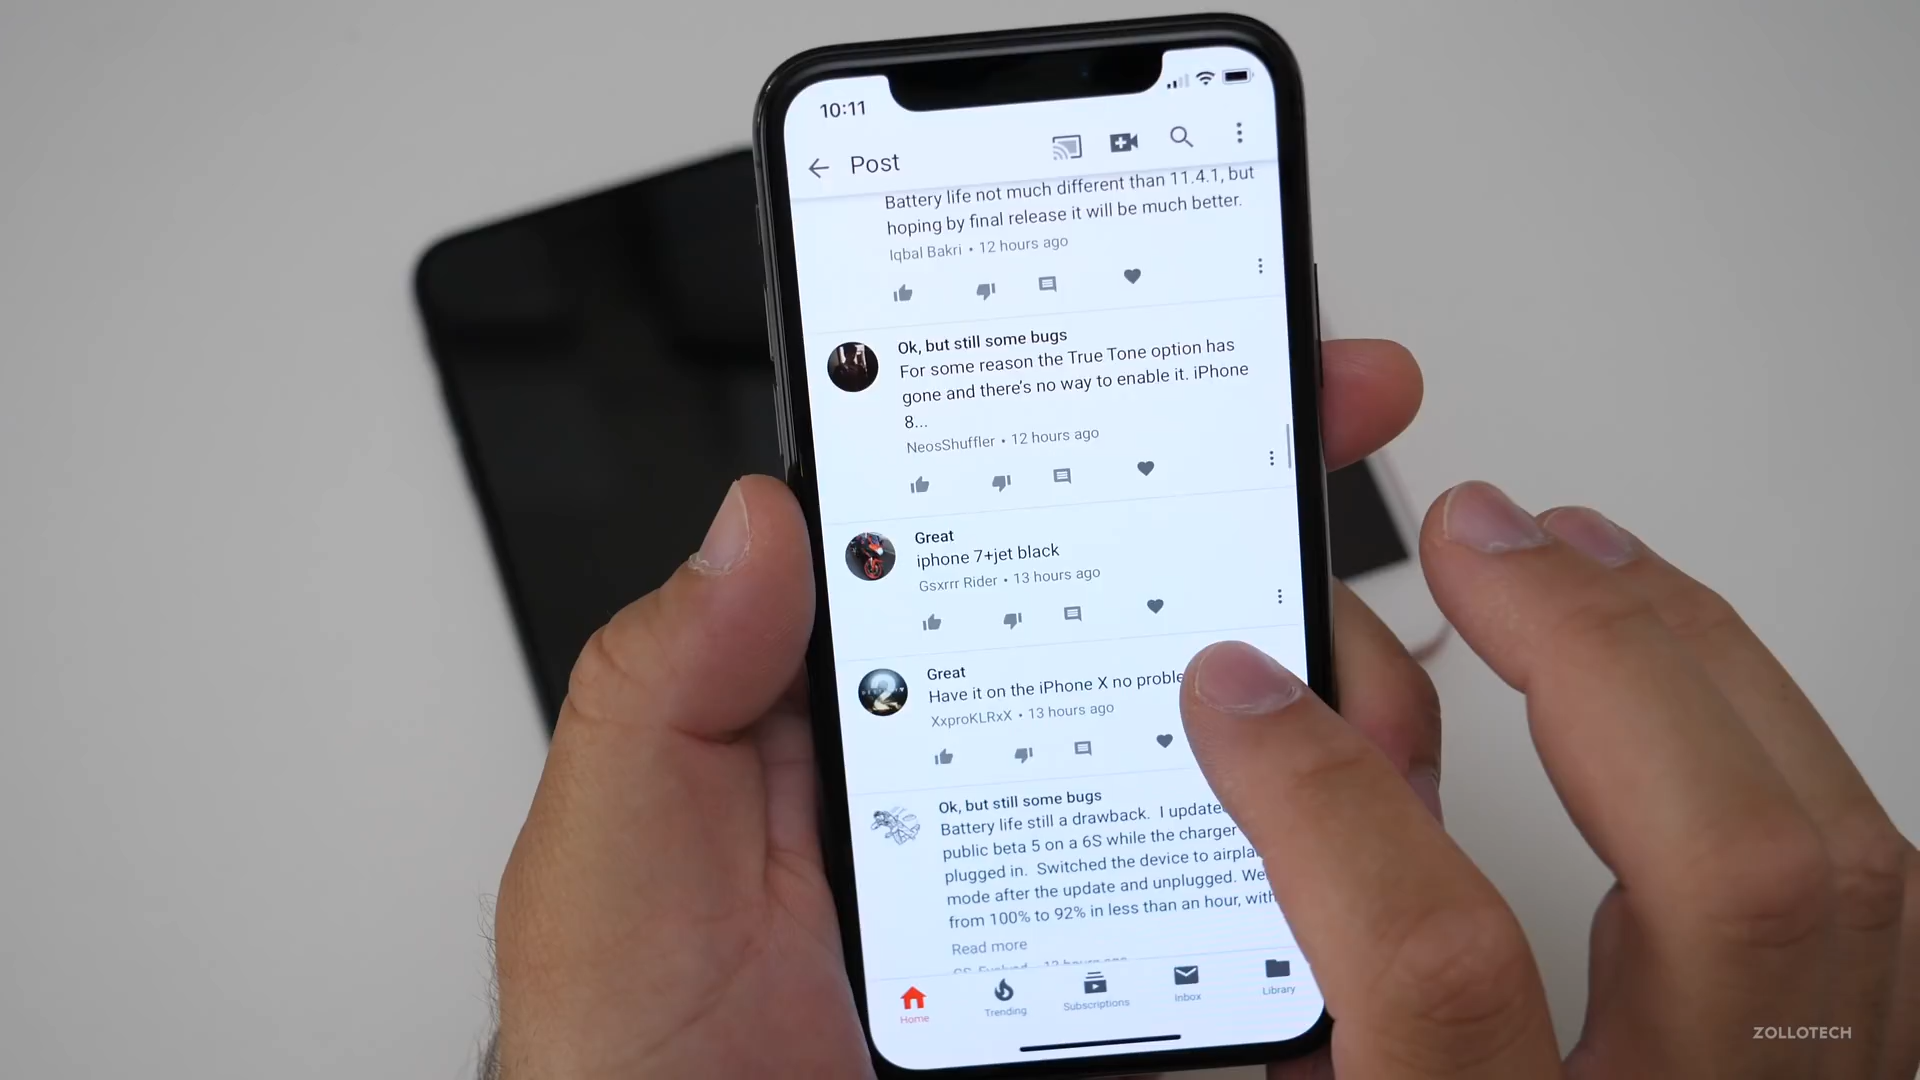 10:11
Post
Battery life not much different than 11.4.1, but
hoping by final release it will be much better.
Iqbal Bakri • 12 hours ago
Ok, but still some bugs
For some reason the True Tone option has
gone and there's no way to enable it. iPhone
8...
NeosShuffler • 12 hours ago
Great
iphone 7+jet black
Gsxrrr Rider • 13 hours ago
Great
Have it on the iPhone X no proble
XxproKLRxX • 13 hours ago
Ok, but still some bugs
Battery life still a drawback. I update
public beta 5 on a 6S while the charger
plugged in. Switched the device to airpla
mode after the update and unplugged. We
from 100% to 92% in less than an hour, with
Read more
Home
Trending
Subscriptions
Inbox
Library
ZOLLOTECH